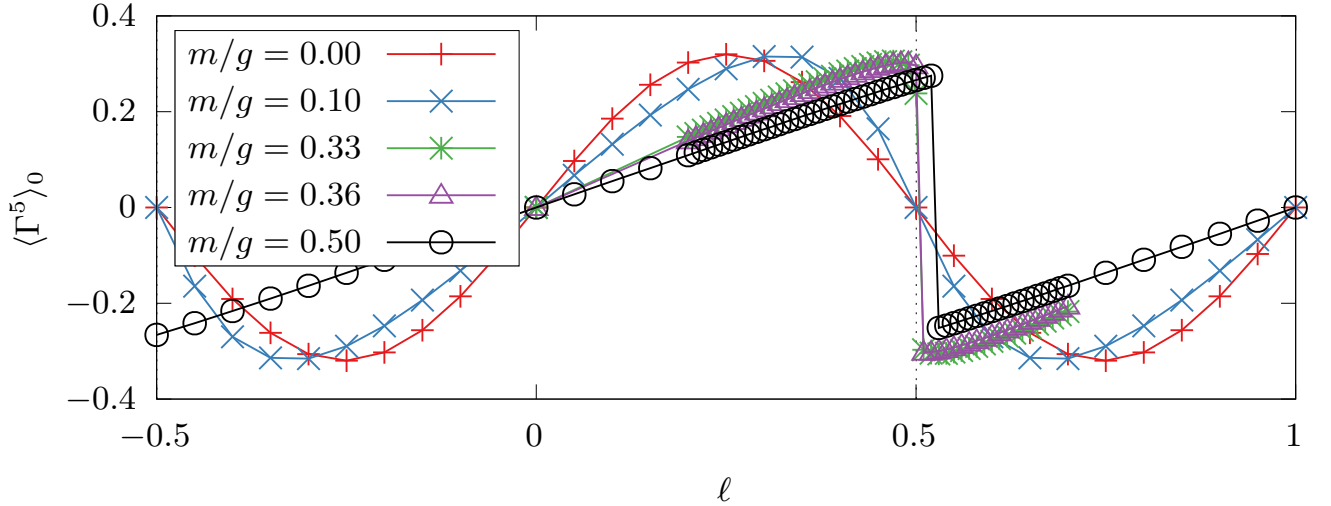 0.4
0.2
0
−0.2
−0.4
⟨Γ⁵⟩₀
m/g = 0.00
m/g = 0.10
m/g = 0.33
m/g = 0.36
m/g = 0.50
−0.5 0 0.5 1
ℓ